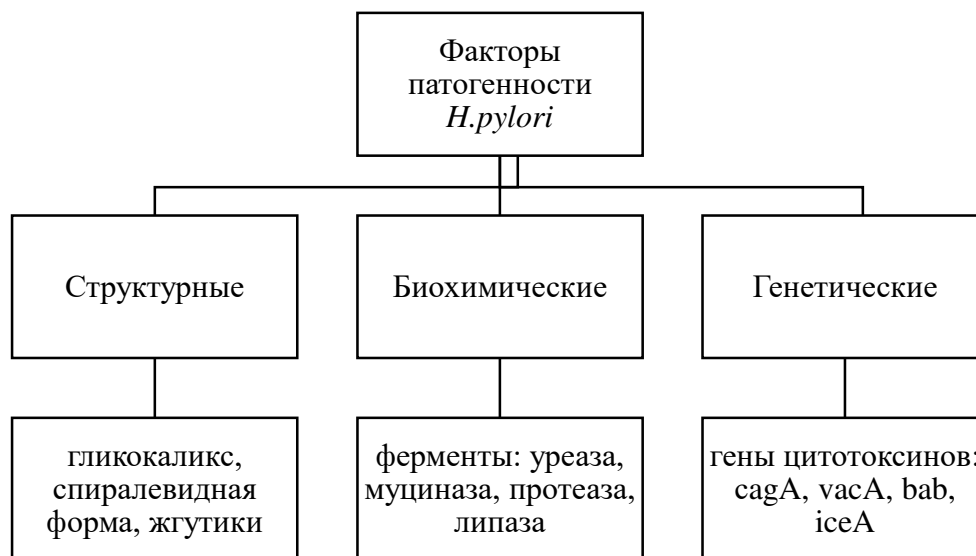 Факторы
патогенности
H.pylori
Структурные
Биохимические
Генетические
гликокаликс,
спиралевидная
форма, жгутики
ферменты: уреаза,
муциназа, протеаза,
липаза
гены цитотоксинов:
cagA, vacA, bab,
iceA